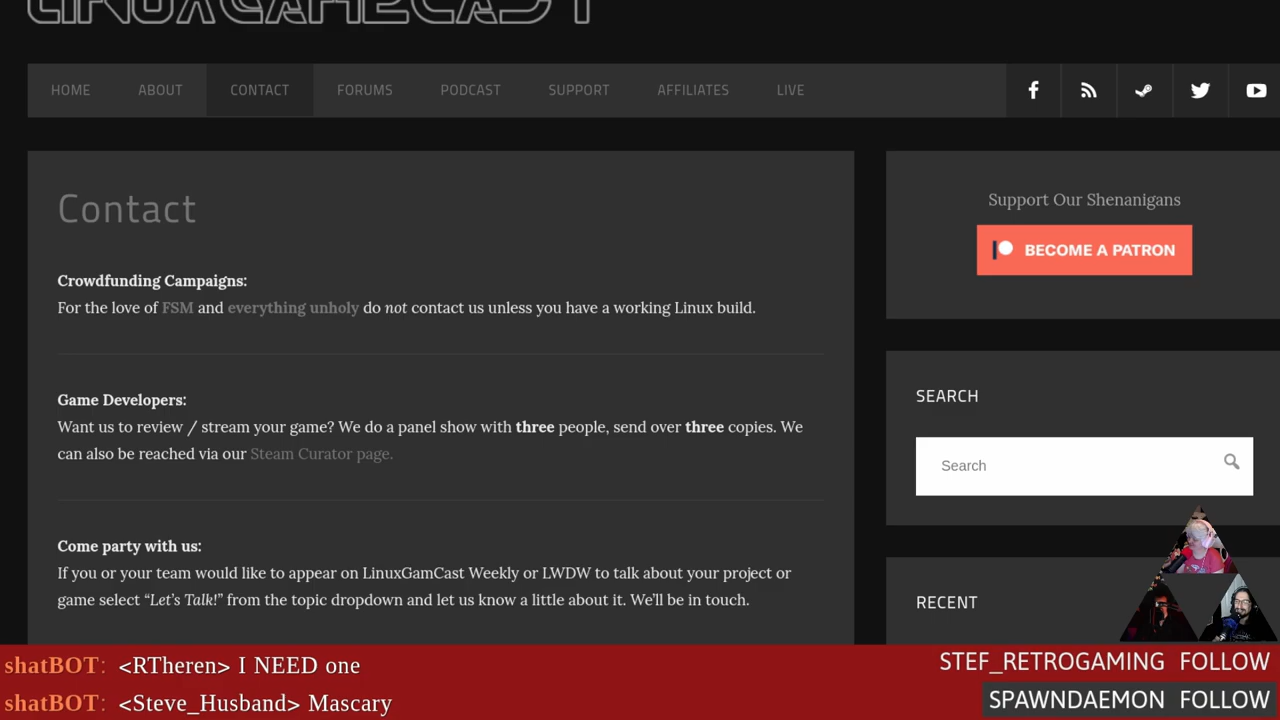 LINUXGAMECAST
HOME ABOUT CONTACT FORUMS PODCAST SUPPORT AFFILIATES LIVE
Contact
Crowdfunding Campaigns:
For the love of FSM and everything unholy do not contact us unless you have a working Linux build.
Game Developers:
Want us to review / stream your game? We do a panel show with three people, send over three copies. We
can also be reached via our Steam Curator page.
Come party with us:
If you or your team would like to appear on LinuxGamCast Weekly or LWDW to talk about your project or
game select “Let’s Talk!” from the topic dropdown and let us know a little about it. We’ll be in touch.
Support Our Shenanigans
BECOME A PATRON
SEARCH
Search
RECENT
shatBOT: <RTheren> I NEED one
shatBOT: <Steve_Husband> Mascary
STEF_RETROGAMING FOLLOW
SPAWNDAEMON FOLLOW